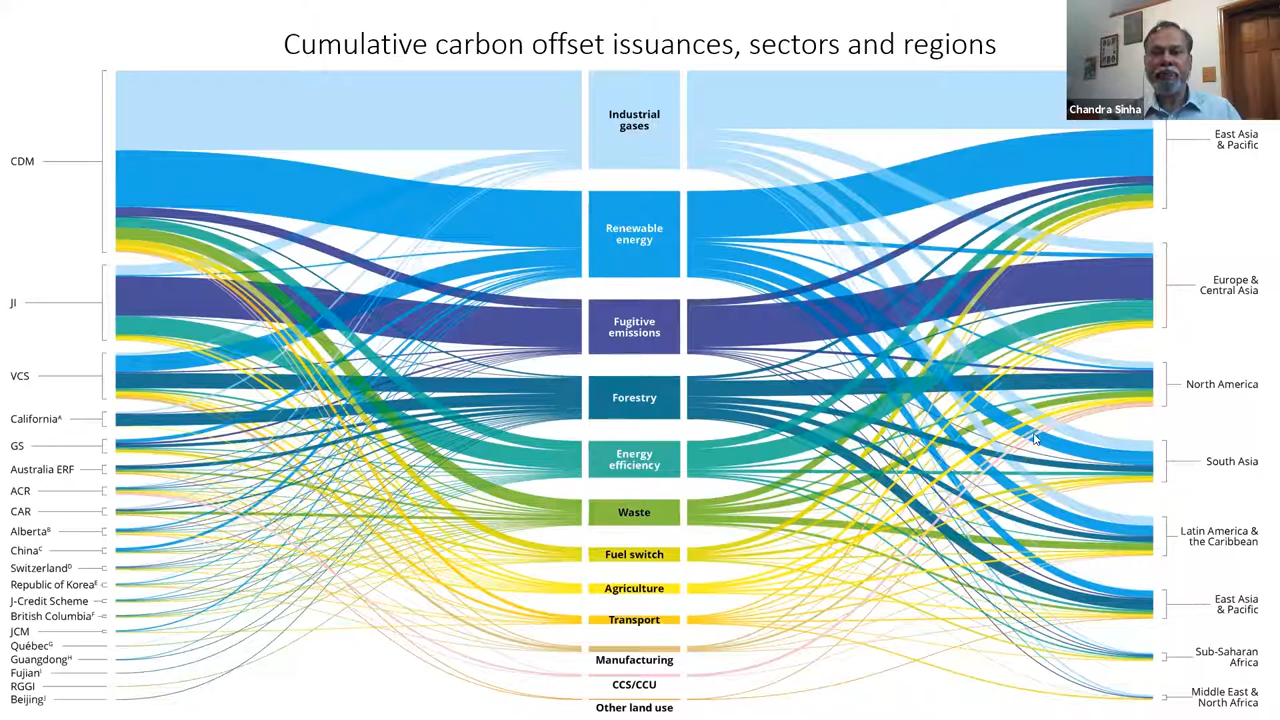 Cumulative carbon offset issuances, sectors and regions
Chandra Sinha
CDM
JI
VCS
Californiaᴬ
GS
Australia ERF
ACR
CAR
Albertaᴮ
Chinaᶜ
Switzerlandᴰ
Republic of Koreaᴱ
J-Credit Scheme
British Columbiaᶠ
JCM
Québecᴳ
Guangdongᴴ
Fujianᴵ
RGGI
Beijingᴶ
Industrial
gases
Renewable
energy
Fugitive
emissions
Forestry
Energy
efficiency
Waste
Fuel switch
Agriculture
Transport
Manufacturing
CCS/CCU
Other land use
East Asia
& Pacific
Europe &
Central Asia
North America
South Asia
Latin America &
the Caribbean
East Asia
& Pacific
Sub-Saharan
Africa
Middle East &
North Africa